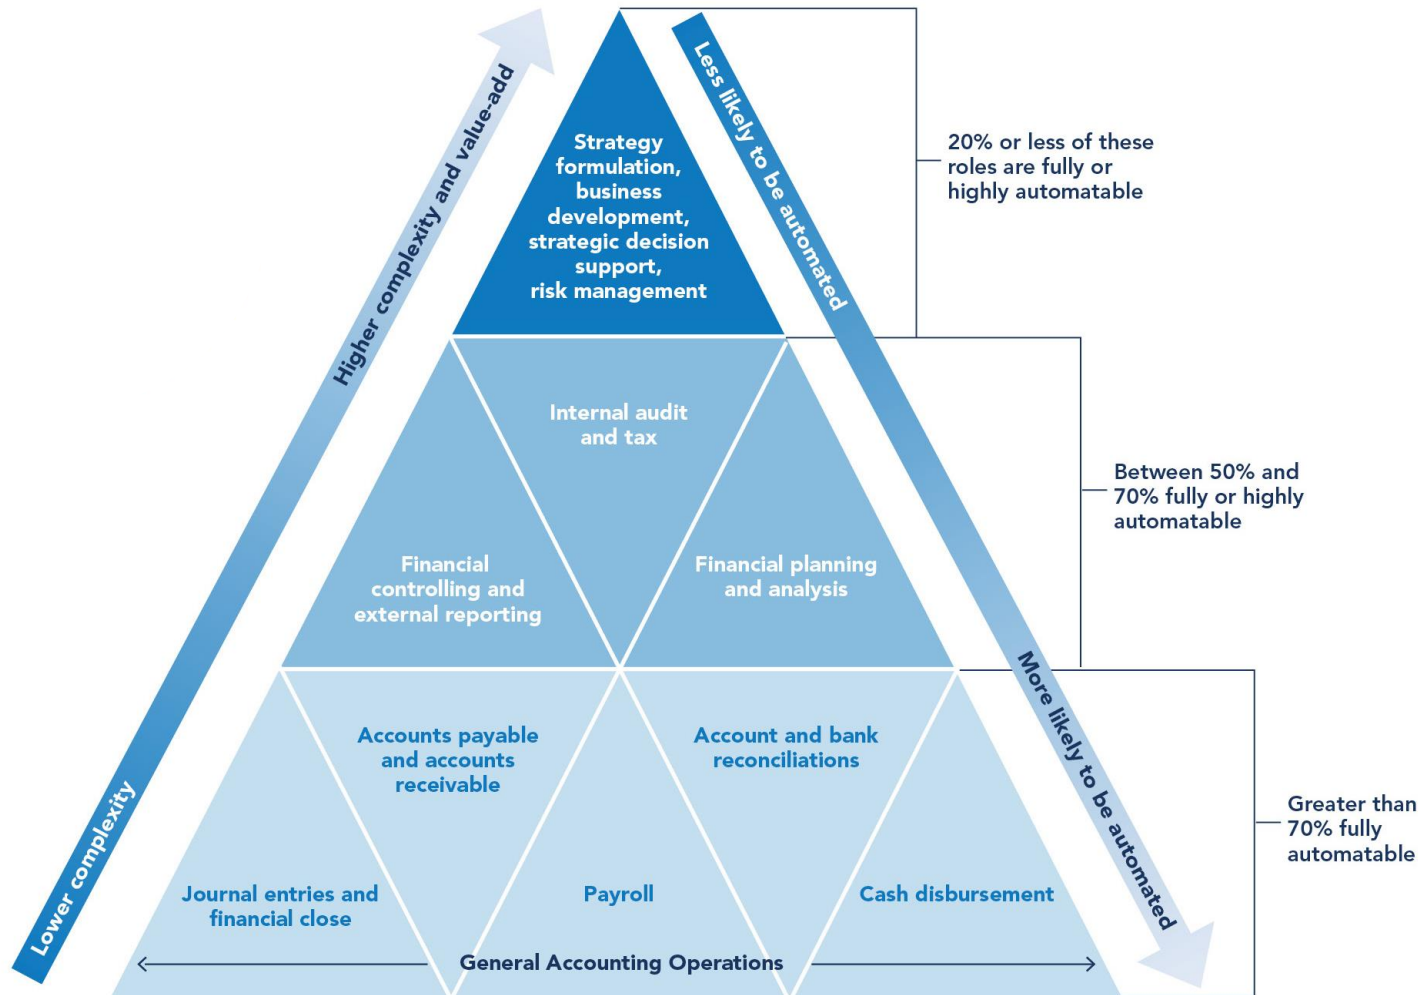 Strategy
formulation,
business
development,
strategic decision
support,
risk management
Higher complexity and value-add
Lower complexity
Less likely to be automated
More likely to be automated
20% or less of these
roles are fully or
highly automatable
Internal audit
and tax
Financial
controlling and
external reporting
Financial planning
and analysis
Between 50% and
70% fully or highly
automatable
Accounts payable
and accounts
receivable
Account and bank
reconciliations
Journal entries and
financial close
Payroll
Cash disbursement
General Accounting Operations
Greater than
70% fully
automatable